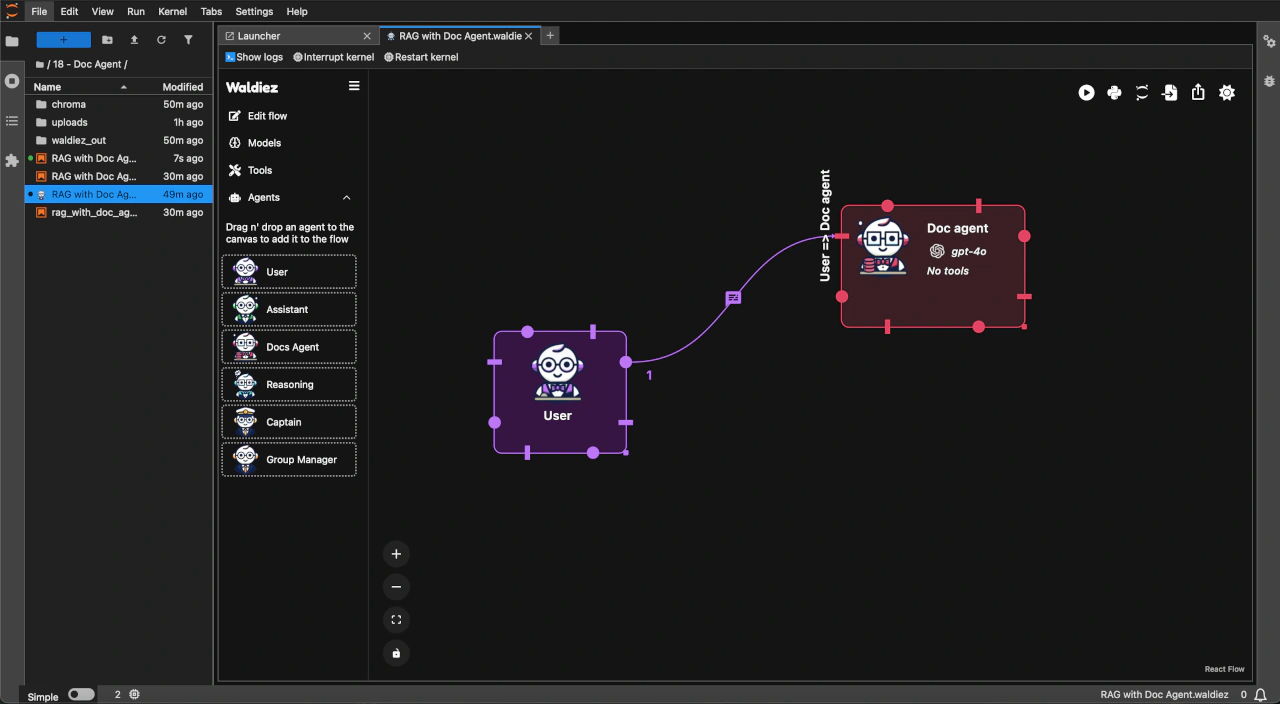 File Edit View Run Kernel Tabs Settings Help
Launcher
RAG with Doc Agent.waldie
Show logs Interrupt kernel Restart kernel
/ 18 - Doc Agent /
Name Modified
chroma 50m ago
uploads 1h ago
waldiez_out 50m ago
RAG with Doc Ag... 7s ago
RAG with Doc Ag... 30m ago
RAG with Doc Ag... 49m ago
rag_with_doc_ag... 30m ago
Waldiez
Edit flow
Models
Tools
Agents
Drag n' drop an agent to the
canvas to add it to the flow
User
Assistant
Docs Agent
Reasoning
Captain
Group Manager
User => Doc agent
Doc agent
gpt-4o
No tools
1
User
React Flow
Simple 2
RAG with Doc Agent.waldiez 0